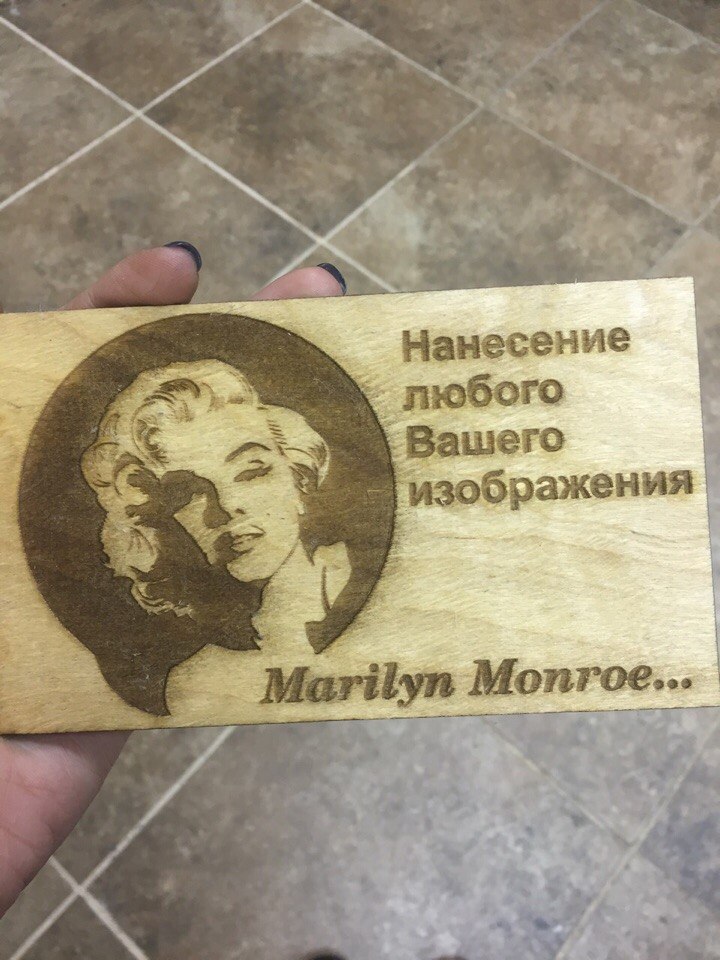 Нанесение
любого
Вашего
изображения
Marilyn Monroe...